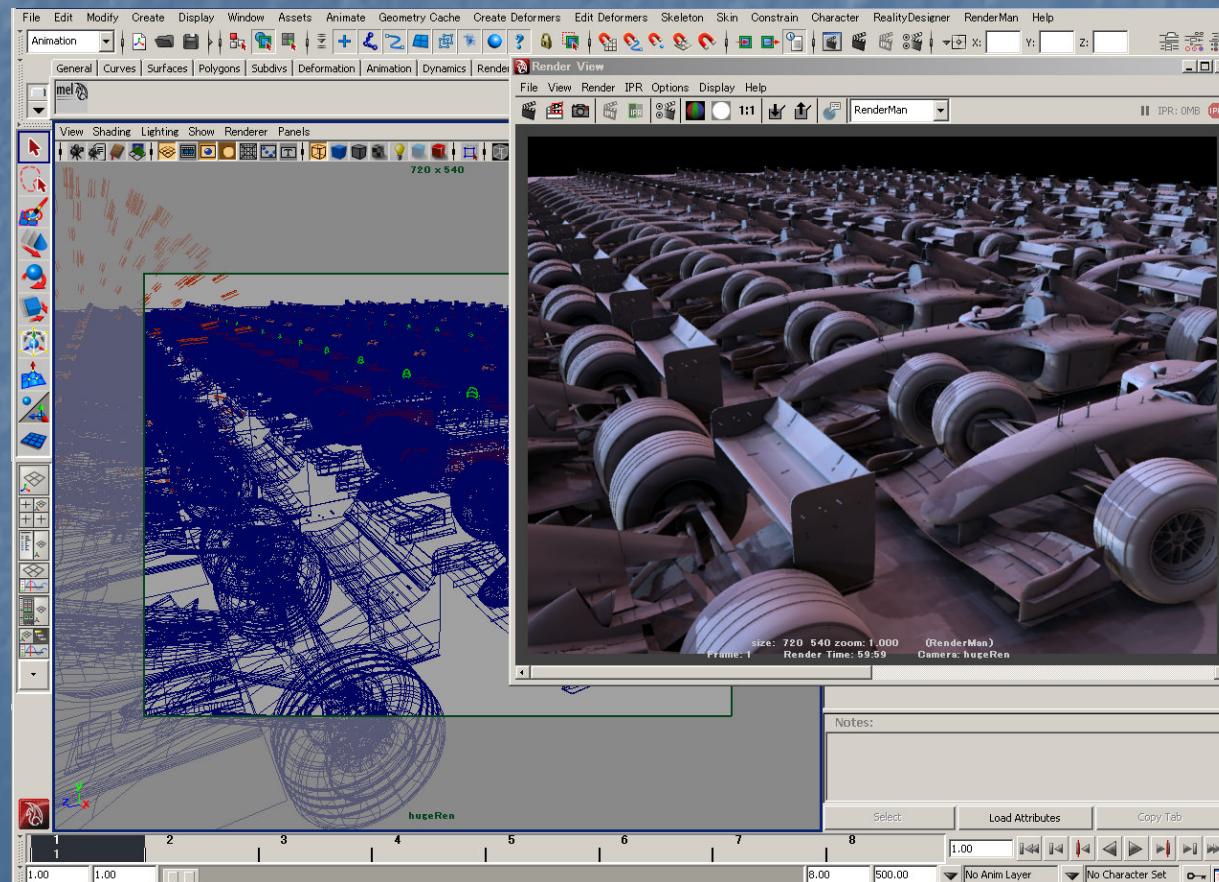 File Edit Modify Create Display Window Assets Animate Geometry Cache Create Deformers Edit Deformers Skeleton Skin Constrain Character RealityDesigner RenderMan Help
Animation X: Y: Z:
General Curves Surfaces Polygons Subdivs Deformation Animation Dynamics Rende
mel
View Shading Lighting Show Renderer Panels
720 x 540
Render View
File View Render IPR Options Display Help
IPR 1:1 RenderMan IPR: 0MB
size: 720 540 zoom: 1.000 (RenderMan)
Frame: 1 Render Time: 59:59 Camera: hugeRen
y
z x
hugeRen
Notes:
Select Load Attributes Copy Tab
1 2 3 4 5 6 7 8
1 1.00
1.00 1.00 8.00 500.00 No Anim Layer No Character Set